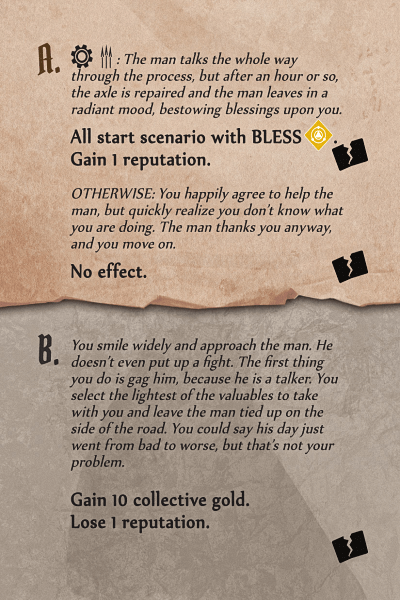 A. : The man talks the whole way
through the process, but after an hour or so,
the axle is repaired and the man leaves in a
radiant mood, bestowing blessings upon you.
All start scenario with BLESS .
Gain 1 reputation.
OTHERWISE: You happily agree to help the
man, but quickly realize you don't know what
you are doing. The man thanks you anyway,
and you move on.
No effect.
B. You smile widely and approach the man. He
doesn't even put up a fight. The first thing
you do is gag him, because he is a talker. You
select the lightest of the valuables to take
with you and leave the man tied up on the
side of the road. You could say his day just
went from bad to worse, but that's not your
problem.
Gain 10 collective gold.
Lose 1 reputation.